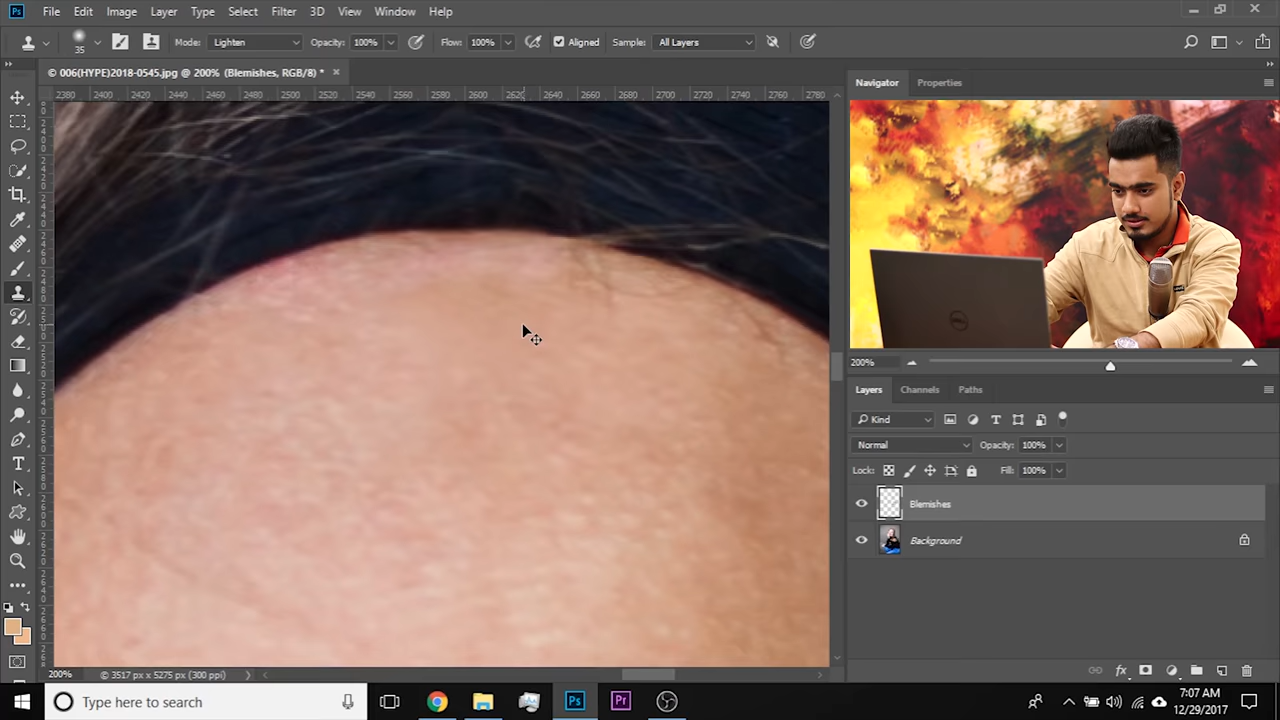 Ps File Edit Image Layer Type Select Filter 3D View Window Help
35 Mode: Lighten Opacity: 100% Flow: 100% Aligned Sample: All Layers
© 006(HYPE)2018-0545.jpg @ 200% (Blemishes, RGB/8) *
2380 2400 2420 2440 2460 2480 2500 2520 2540 2560 2580 2600 2620 2640 2660 2680 2700 2720 2740 2760 2780
Navigator Properties
DELL
200%
Layers Channels Paths
Kind
Normal Opacity: 100%
Lock: Fill: 100%
Blemishes
Background
200% © 3517 px x 5275 px (300 ppi)
Type here to search
Ps Pr
7:07 AM
12/29/2017